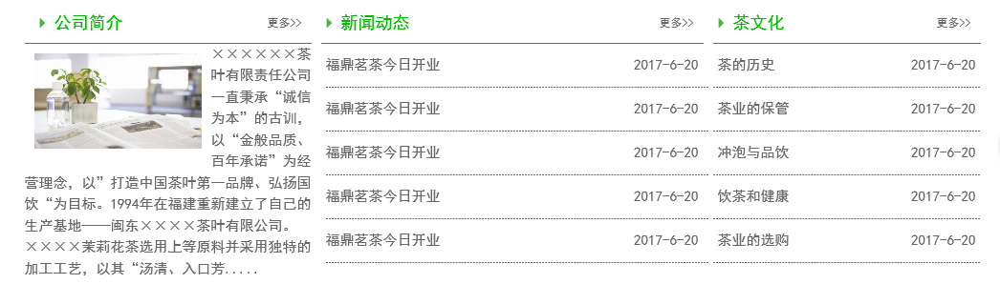 公司简介 更多>>
××××××茶
叶有限责任公司
一直秉承“诚信
为本”的古训，
以“金般品质、
百年承诺”为经
营理念，以”打造中国茶叶第一品牌、弘扬国
饮“为目标。1994年在福建重新建立了自己的
生产基地——闽东××××茶叶有限公司。
××××茉莉花茶选用上等原料并采用独特的
加工工艺，以其“汤清、入口芳.....
新闻动态 更多>>
福鼎茗茶今日开业 2017-6-20
福鼎茗茶今日开业 2017-6-20
福鼎茗茶今日开业 2017-6-20
福鼎茗茶今日开业 2017-6-20
福鼎茗茶今日开业 2017-6-20
茶文化 更多>>
茶的历史 2017-6-20
茶业的保管 2017-6-20
冲泡与品饮 2017-6-20
饮茶和健康 2017-6-20
茶业的选购 2017-6-20